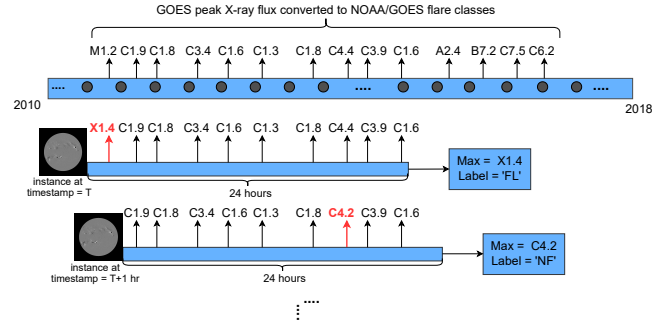 GOES peak X-ray flux converted to NOAA/GOES flare classes
M1.2 C1.9 C1.8 C3.4 C1.6 C1.3 C1.8 C4.4 C3.9 C1.6 A2.4 B7.2 C7.5 C6.2
.... .... ....
2010 2018
X1.4 C1.9 C1.8 C3.4 C1.6 C1.3 C1.8 C4.4 C3.9 C1.6
instance at
timestamp = T
24 hours
Max = X1.4
Label = 'FL'
C1.9 C1.8 C3.4 C1.6 C1.3 C1.8 C4.2 C3.9 C1.6
instance at
timestamp = T+1 hr
24 hours
Max = C4.2
Label = 'NF'
....